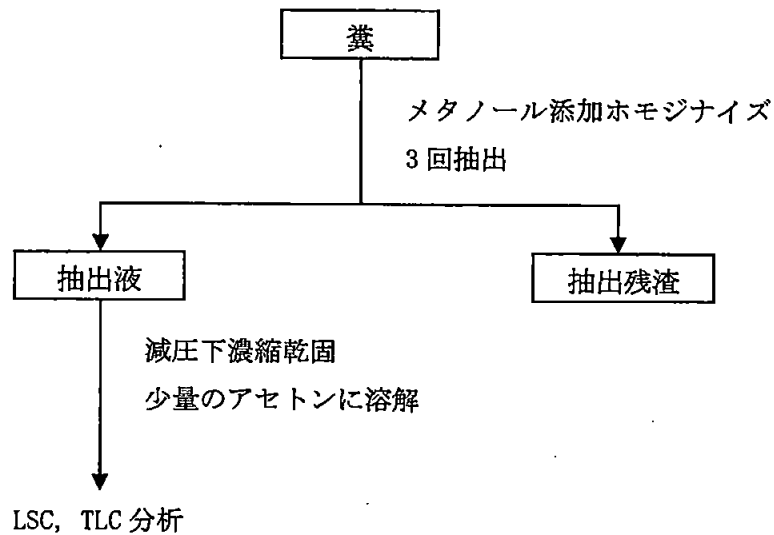 糞
メタノール添加ホモジナイズ
3回抽出
抽出液
抽出残渣
減圧下濃縮乾固
少量のアセトンに溶解
LSC, TLC分析